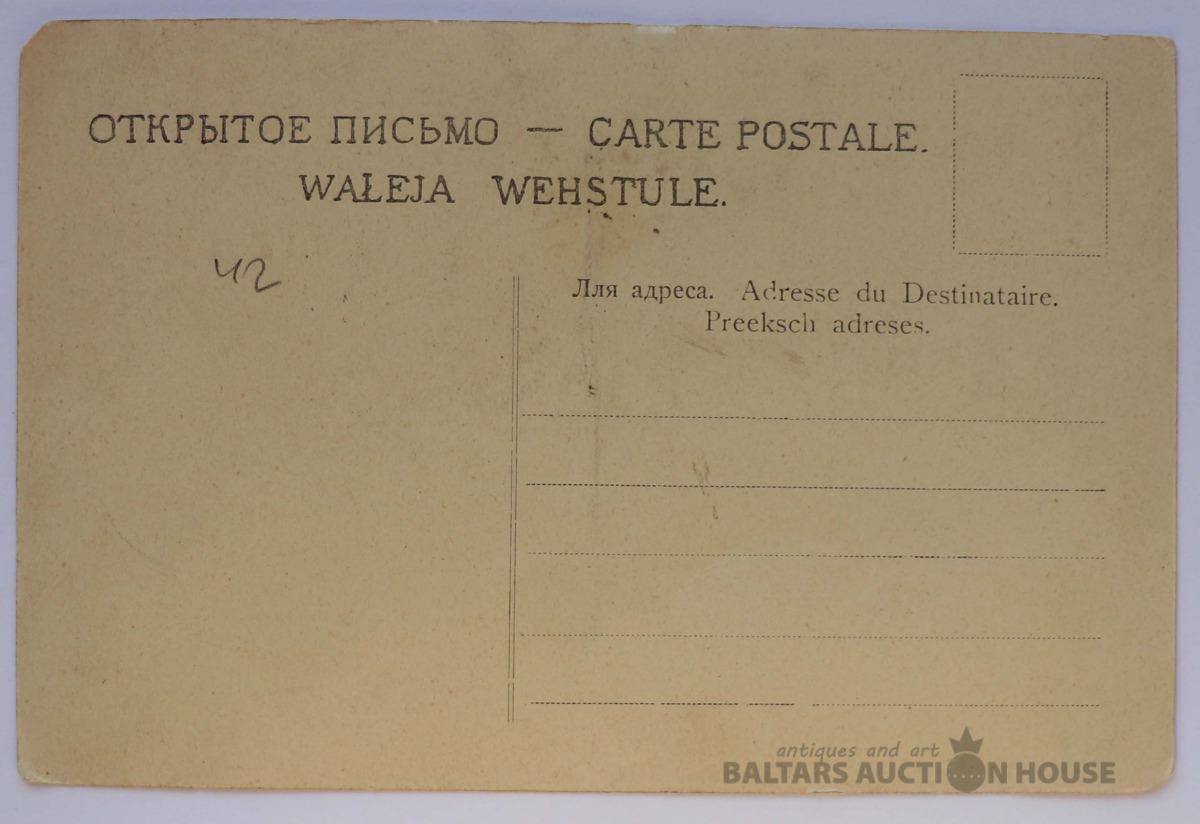 ОТКРЫТОЕ ПИСЬМО — CARTE POSTALE.
WAŁEJA WEHSTULE.
42
Лля адреса. Adresse du Destinataire.
Preeksch adreses.
antiques and art
BALTARS AUCTION HOUSE